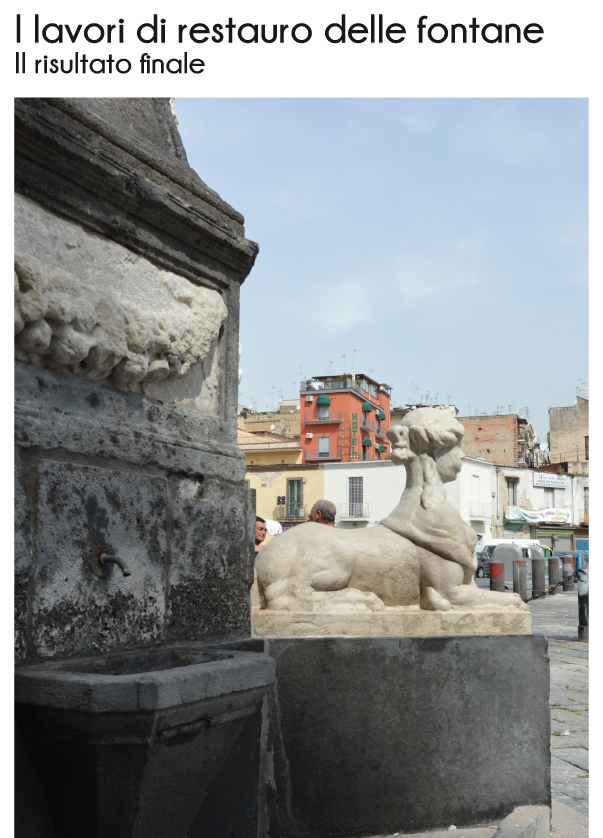 I lavori di restauro delle fontane
Il risultato finale
HOTEL